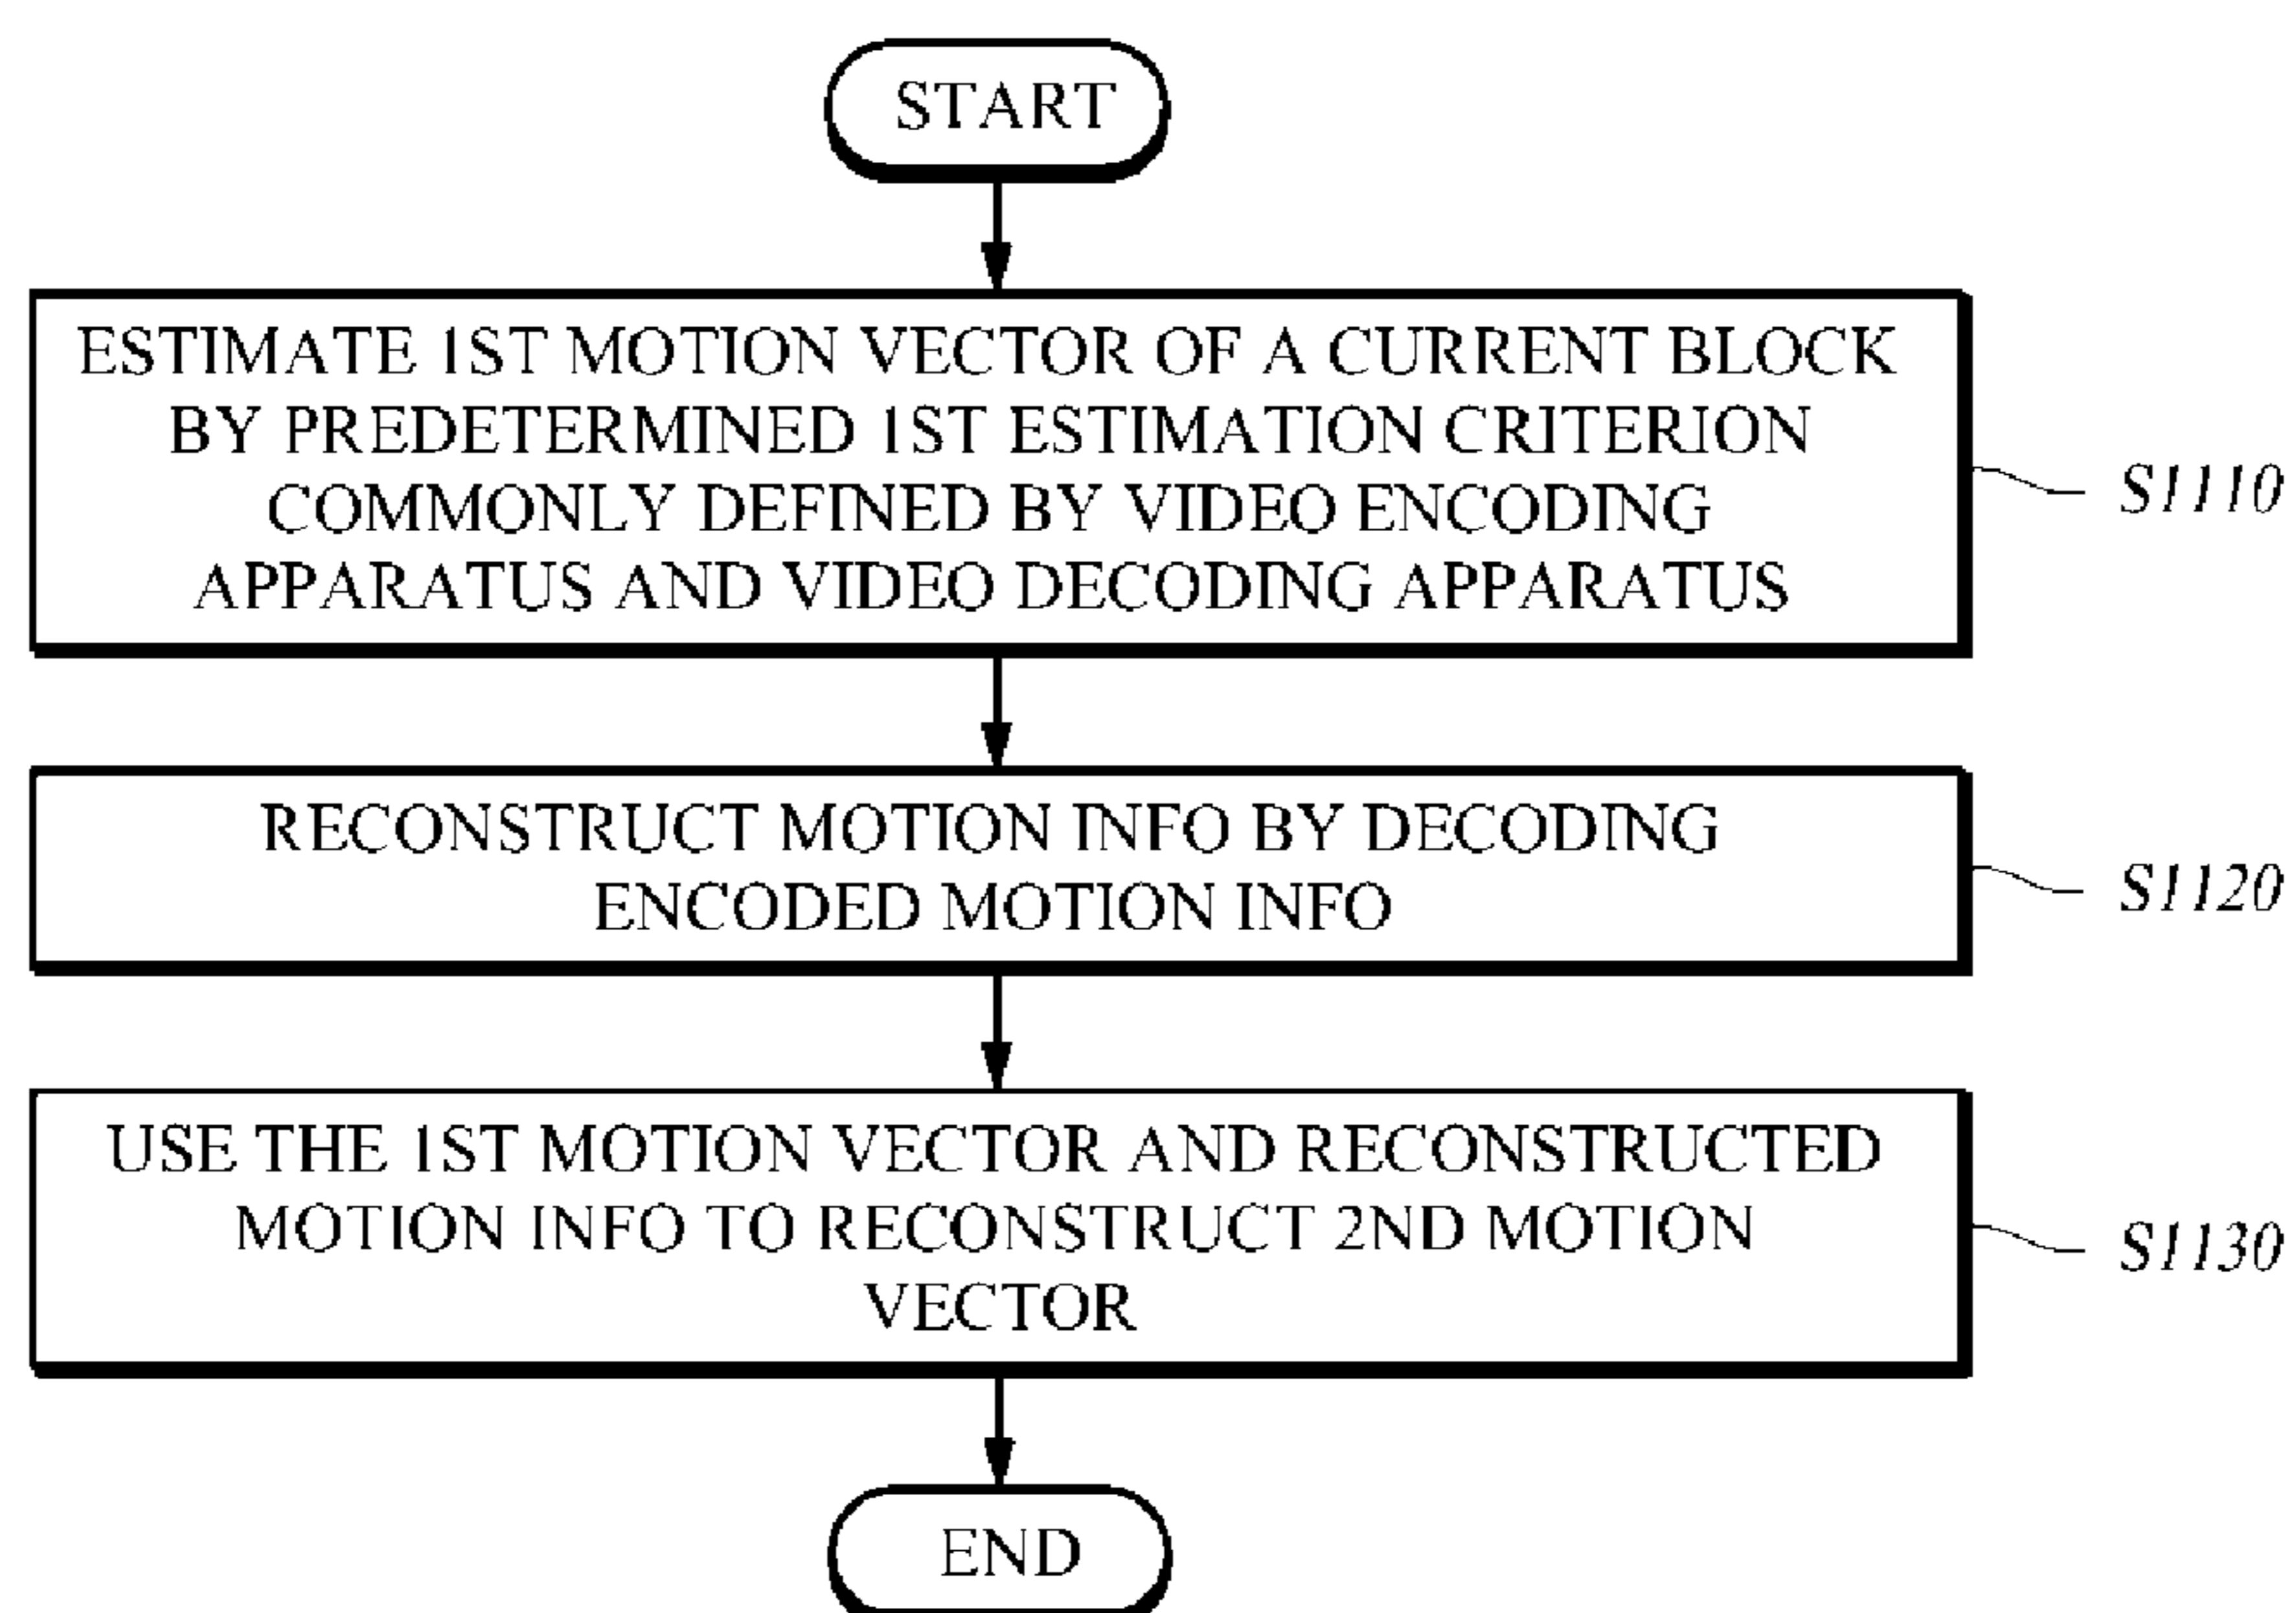 START
ESTIMATE 1ST MOTION VECTOR OF A CURRENT BLOCK
BY PREDETERMINED 1ST ESTIMATION CRITERION
COMMONLY DEFINED BY VIDEO ENCODING
APPARATUS AND VIDEO DECODING APPARATUS
S1110
RECONSTRUCT MOTION INFO BY DECODING
ENCODED MOTION INFO
S1120
USE THE 1ST MOTION VECTOR AND RECONSTRUCTED
MOTION INFO TO RECONSTRUCT 2ND MOTION
VECTOR
S1130
END